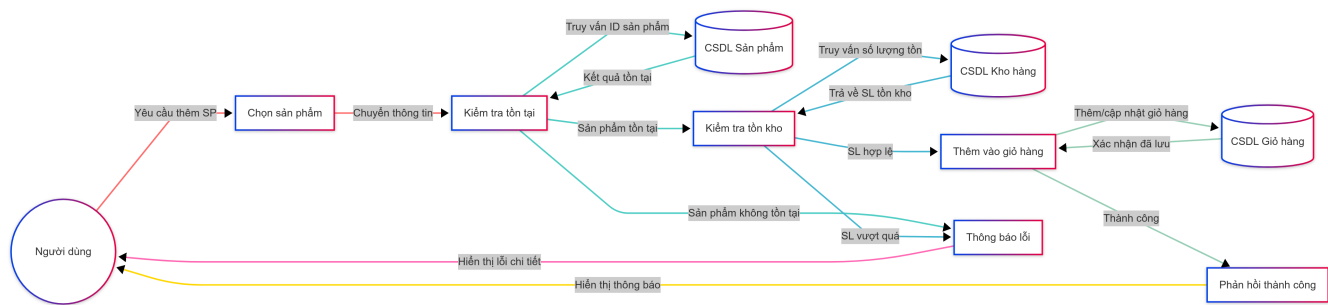 Truy vấn ID sản phẩm
CSDL Sản phẩm
Kết quả tồn tại
Truy vấn số lượng tồn
CSDL Kho hàng
Trả về SL tồn kho
Yêu cầu thêm SP
Chọn sản phẩm
Chuyển thông tin
Kiểm tra tồn tại
Sản phẩm tồn tại
Kiểm tra tồn kho
SL hợp lệ
Thêm vào giỏ hàng
Thêm/cập nhật giỏ hàng
Xác nhận đã lưu
CSDL Giỏ hàng
Sản phẩm không tồn tại
SL vượt quá
Thông báo lỗi
Thành công
Người dùng
Hiển thị lỗi chi tiết
Hiển thị thông báo
Phản hồi thành công